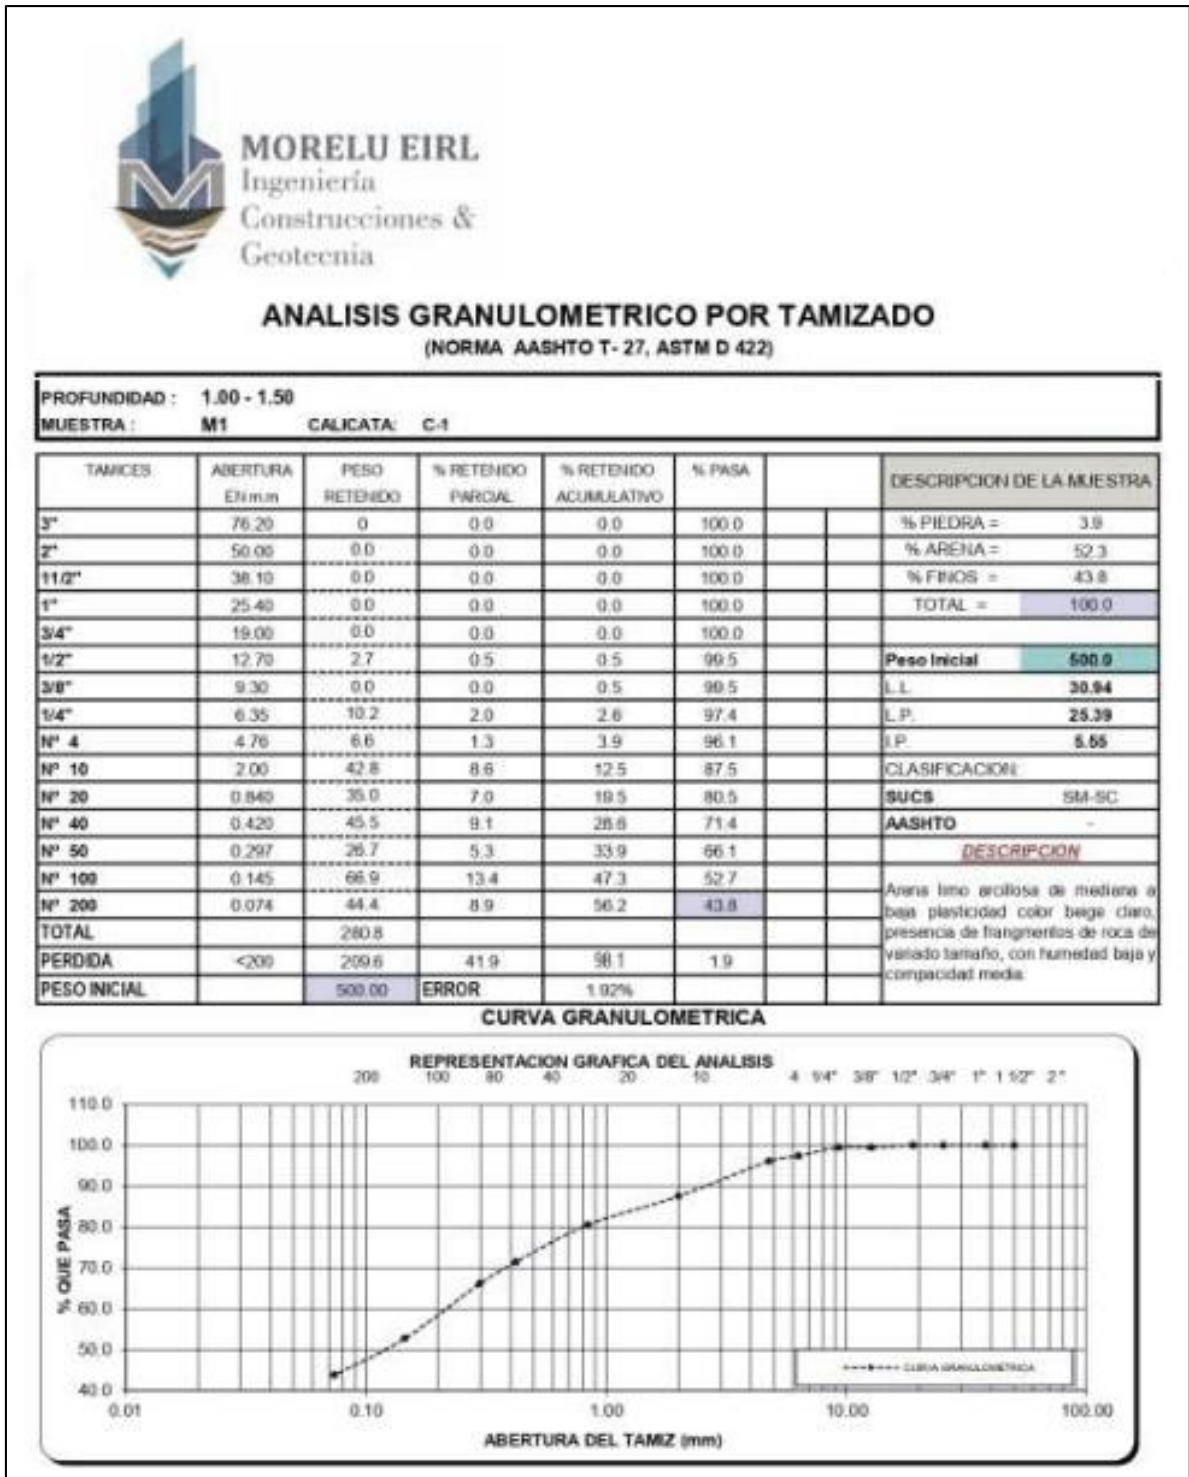 MORELU EIRL
Ingeniería
Construcciones &
Geotecnia
ANALISIS GRANULOMETRICO POR TAMIZADO
(NORMA AASHTO T- 27, ASTM D 422)
PROFUNDIDAD : 1.00 - 1.50
MUESTRA : M1 CALICATA: C-1
TAMICES ABERTURA EN m.m PESO RETENIDO % RETENIDO PARCIAL % RETENIDO ACUMULATIVO % PASA DESCRIPCION DE LA MUESTRA
3" 76.20 0 0.0 0.0 100.0 % PIEDRA = 3.9
2" 50.00 0.0 0.0 0.0 100.0 % ARENA = 52.3
11/2" 38.10 0.0 0.0 0.0 100.0 % FINOS = 43.8
1" 25.40 0.0 0.0 0.0 100.0 TOTAL = 100.0
3/4" 19.00 0.0 0.0 0.0 100.0
1/2" 12.70 2.7 0.5 0.5 99.5 Peso Inicial 500.0
3/8" 9.30 0.0 0.0 0.5 99.5 L.L. 30.94
1/4" 6.35 10.2 2.0 2.6 97.4 L.P. 25.39
Nº 4 4.76 6.6 1.3 3.9 96.1 I.P. 5.55
Nº 10 2.00 42.8 8.6 12.5 87.5 CLASIFICACION:
Nº 20 0.840 35.0 7.0 19.5 80.5 SUCS SM-SC
Nº 40 0.420 45.5 9.1 28.6 71.4 AASHTO -
Nº 50 0.297 26.7 5.3 33.9 66.1 DESCRIPCION
Nº 100 0.145 66.9 13.4 47.3 52.7
Nº 200 0.074 44.4 8.9 56.2 43.8
TOTAL 280.8
PERDIDA <200 209.6 41.9 98.1 1.9
PESO INICIAL 500.00 ERROR 1.92%
Arena limo arcillosa de mediana a
baja plasticidad color beige claro,
presencia de frangmentos de roca de
variado tamaño, con humedad baja y
compacidad media.
CURVA GRANULOMETRICA
REPRESENTACION GRAFICA DEL ANALISIS
200 100 80 40 20 10 4 1/4" 3/8" 1/2" 3/4" 1" 1 1/2" 2 "
110.0
100.0
90.0
80.0
70.0
60.0
50.0
40.0
% QUE PASA
CURVA GRANULOMETRICA
0.01 0.10 1.00 10.00 100.00
ABERTURA DEL TAMIZ (mm)